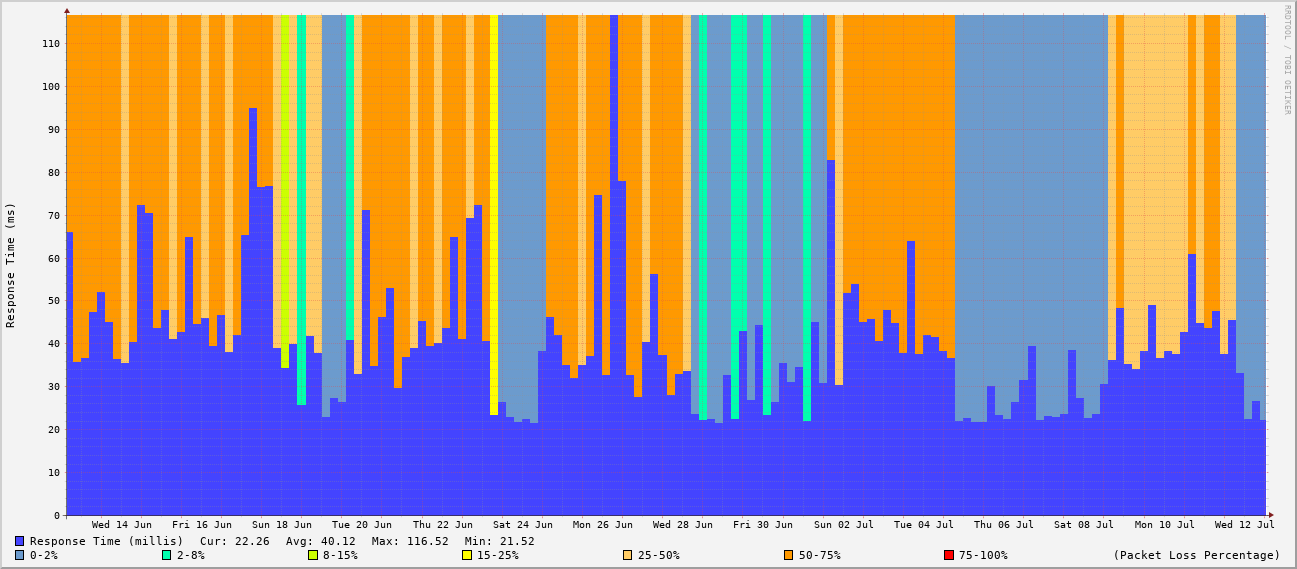 RRDTOOL / TOBI OETIKER
Response Time (ms)
110
100
90
80
70
60
50
40
30
20
10
0
Wed 14 Jun Fri 16 Jun Sun 18 Jun Tue 20 Jun Thu 22 Jun Sat 24 Jun Mon 26 Jun Wed 28 Jun Fri 30 Jun Sun 02 Jul Tue 04 Jul Thu 06 Jul Sat 08 Jul Mon 10 Jul Wed 12 Jul
Response Time (millis) Cur: 22.26 Avg: 40.12 Max: 116.52 Min: 21.52
0-2% 2-8% 8-15% 15-25% 25-50% 50-75% 75-100% (Packet Loss Percentage)